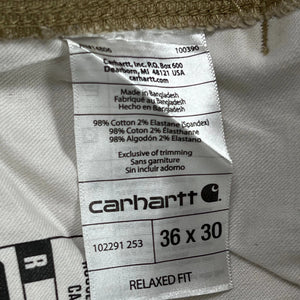 100390
Carhartt, Inc. P.O. Box 600
Dearborn, MI 48121 USA
carhartt.com
Made in Bangladesh
Fabriqué au Bangladesh
Hecho en Bangladesh
98% Cotton 2% Elastane (Spandex)
98% Coton 2% Élasthanne
98% Algodón 2% Elastano
Exclusive of trimming
Sans garniture
Sin incluir adorno
carhartt
102291 253
36 x 30
RELAXED FIT
R